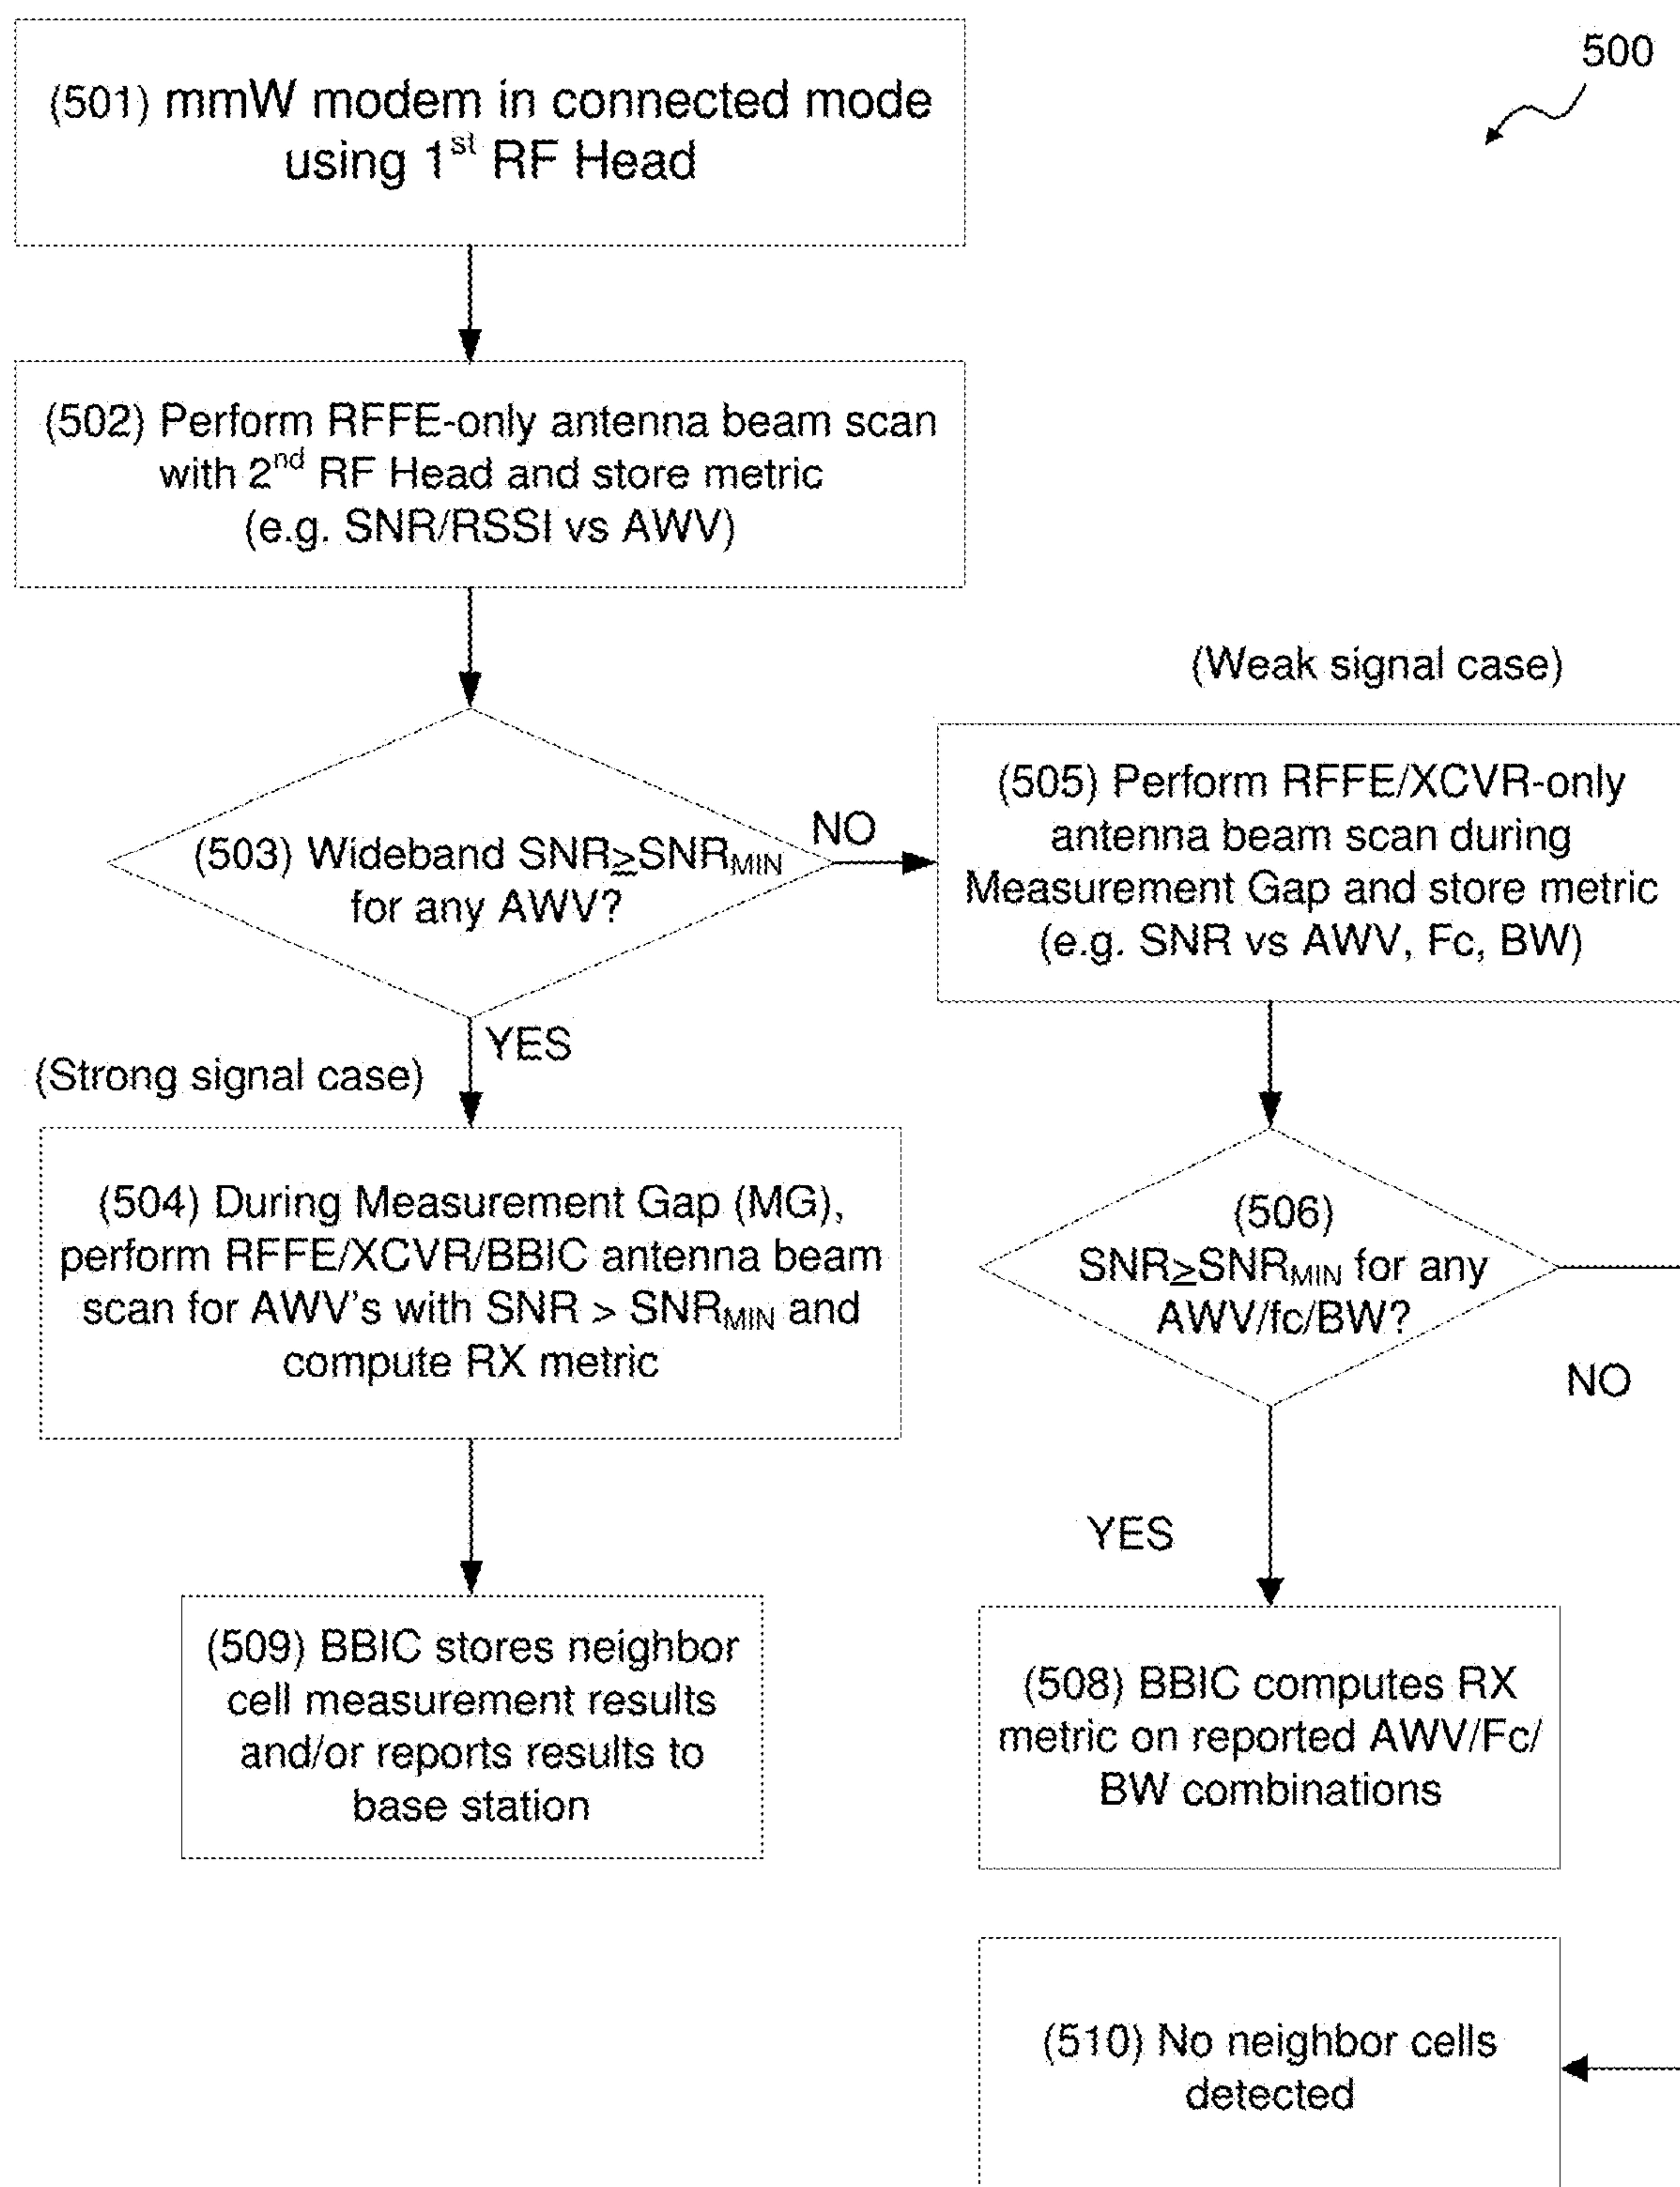 500
(501) mmW modem in connected mode
using 1st RF Head
(502) Perform RFFE-only antenna beam scan
with 2nd RF Head and store metric
(e.g. SNR/RSSI vs AWV)
(503) Wideband SNR≥SNRMIN
for any AWV?
NO
YES
(Weak signal case)
(505) Perform RFFE/XCVR-only
antenna beam scan during
Measurement Gap and store metric
(e.g. SNR vs AWV, Fc, BW)
(Strong signal case)
(504) During Measurement Gap (MG),
perform RFFE/XCVR/BBIC antenna beam
scan for AWV's with SNR > SNRMIN and
compute RX metric
(506)
SNR≥SNRMIN for any
AWV/fc/BW?
NO
YES
(509) BBIC stores neighbor
cell measurement results
and/or reports results to
base station
(508) BBIC computes RX
metric on reported AWV/Fc/
BW combinations
(510) No neighbor cells
detected